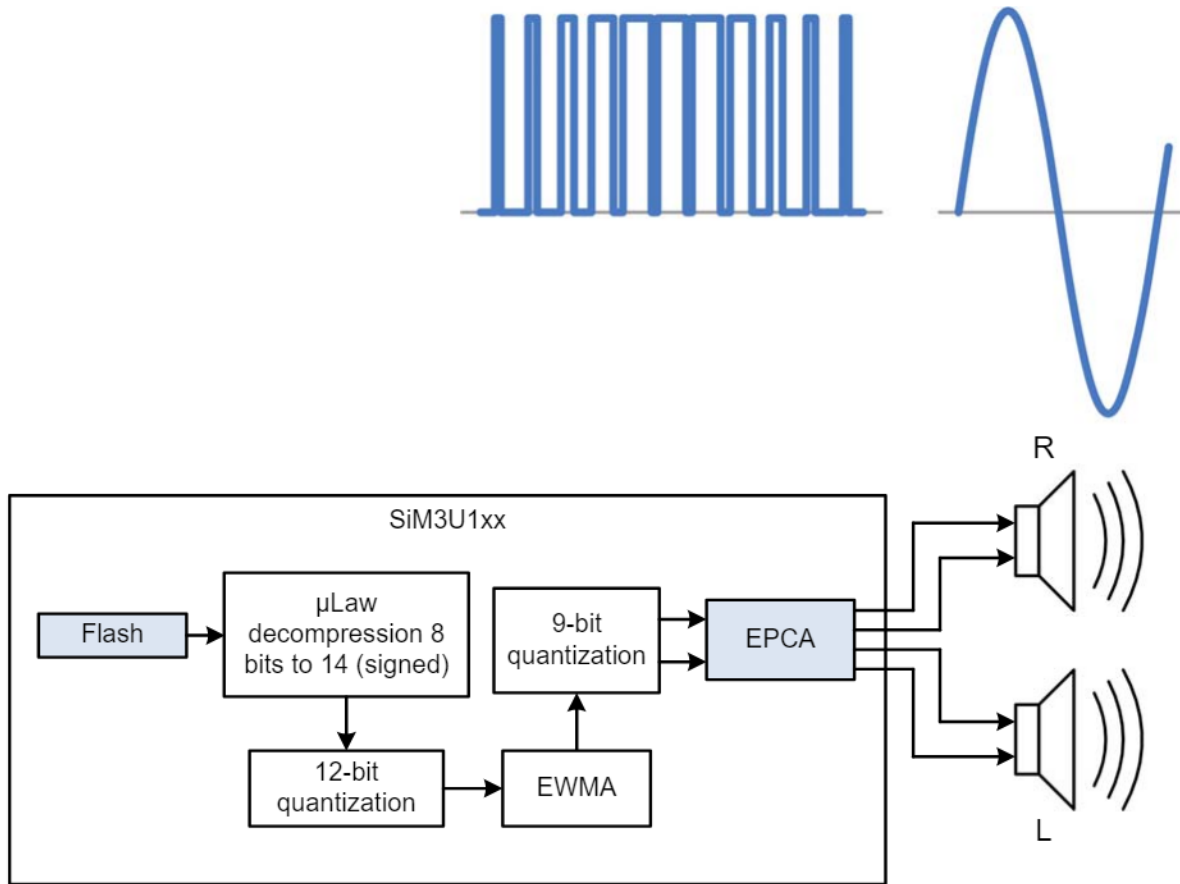 R
SiM3U1xx
Flash
µLaw
decompression 8
bits to 14 (signed)
9-bit
quantization
EPCA
12-bit
quantization
EWMA
L